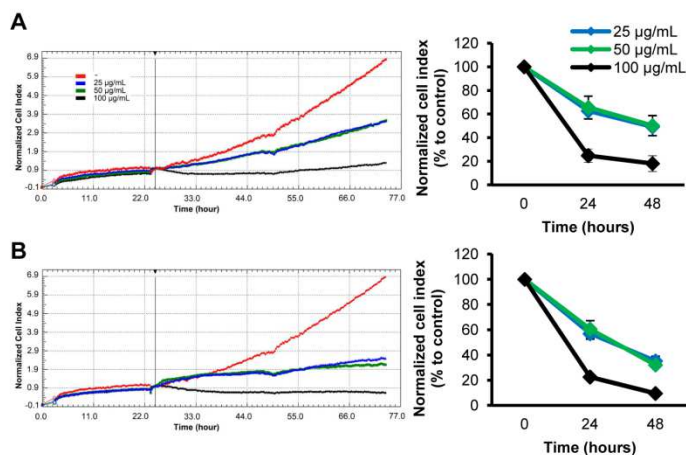 A
Normalized Cell Index
6.9
5.9
4.9
3.9
2.9
1.9
0.9
-0.1
-
25 µg/mL
50 µg/mL
100 µg/mL
0.0 11.0 22.0 33.0 44.0 55.0 66.0 77.0
Time (hour)
Normalized cell index
(% to control)
120
100
80
60
40
20
0
25 µg/mL
50 µg/mL
100 µg/mL
0 24 48
Time (hours)
B
Normalized Cell Index
6.9
5.9
4.9
3.9
2.9
1.9
0.9
-0.1
0.0 11.0 22.0 33.0 44.0 55.0 66.0 77.0
Time (hour)
Normalized cell index
(% to control)
120
100
80
60
40
20
0
0 24 48
Time (hours)